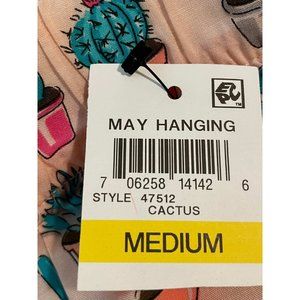 MAY HANGING
7 06258 14142 6
STYLE 47512
CACTUS
MEDIUM